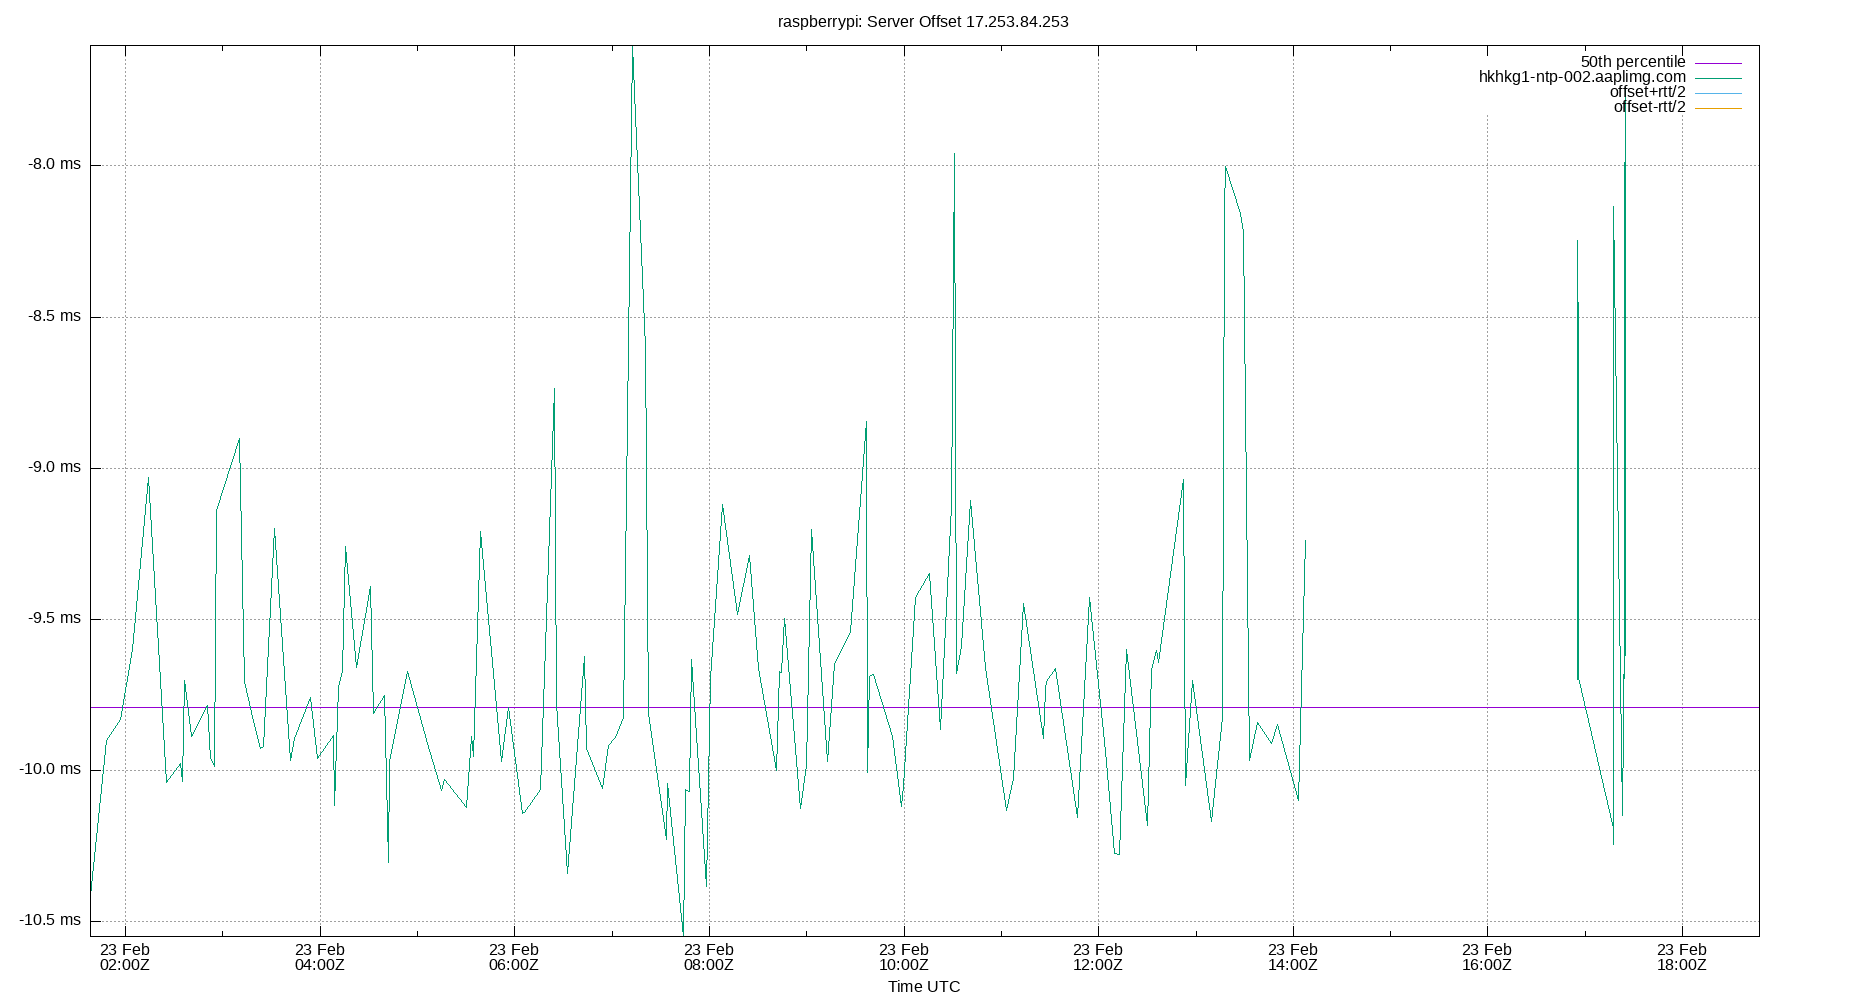 raspberrypi: Server Offset 17.253.84.253
50th percentile
hkhkg1-ntp-002.aaplimg.com
offset+rtt/2
offset-rtt/2
-8.0 ms
-8.5 ms
-9.0 ms
-9.5 ms
-10.0 ms
-10.5 ms
23 Feb 23 Feb 23 Feb 23 Feb 23 Feb 23 Feb 23 Feb 23 Feb 23 Feb
02:00Z 04:00Z 06:00Z 08:00Z 10:00Z 12:00Z 14:00Z 16:00Z 18:00Z
Time UTC